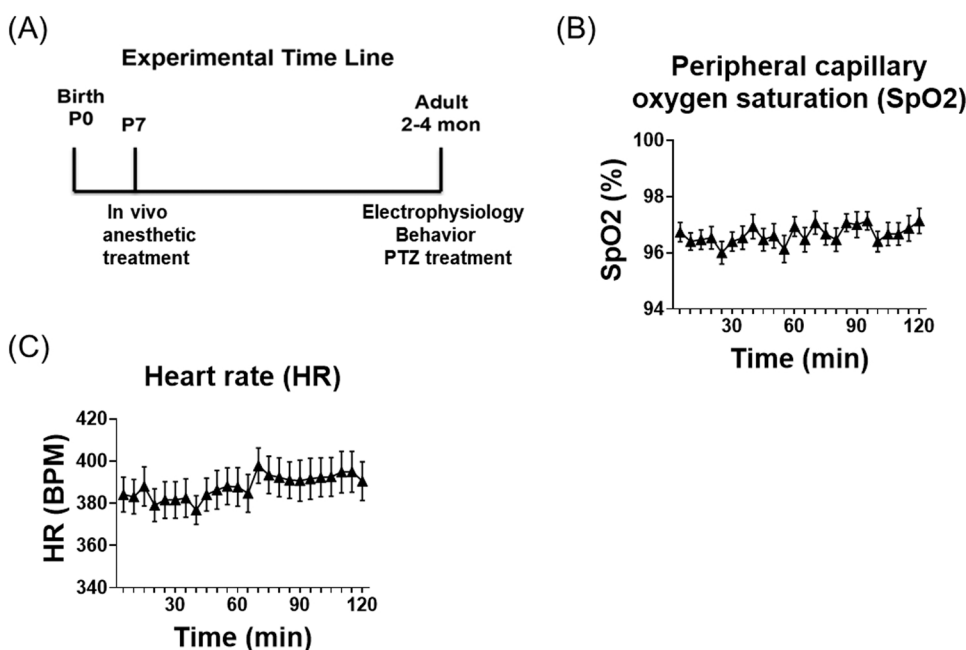 (A)
Experimental Time Line
Birth
P0
P7
Adult
2-4 mon
In vivo
anesthetic
treatment
Electrophysiology
Behavior
PTZ treatment
(B)
Peripheral capillary
oxygen saturation (SpO2)
SpO2 (%)
100
98
96
94
30 60 90 120
Time (min)
(C)
Heart rate (HR)
HR (BPM)
420
400
380
360
340
30 60 90 120
Time (min)